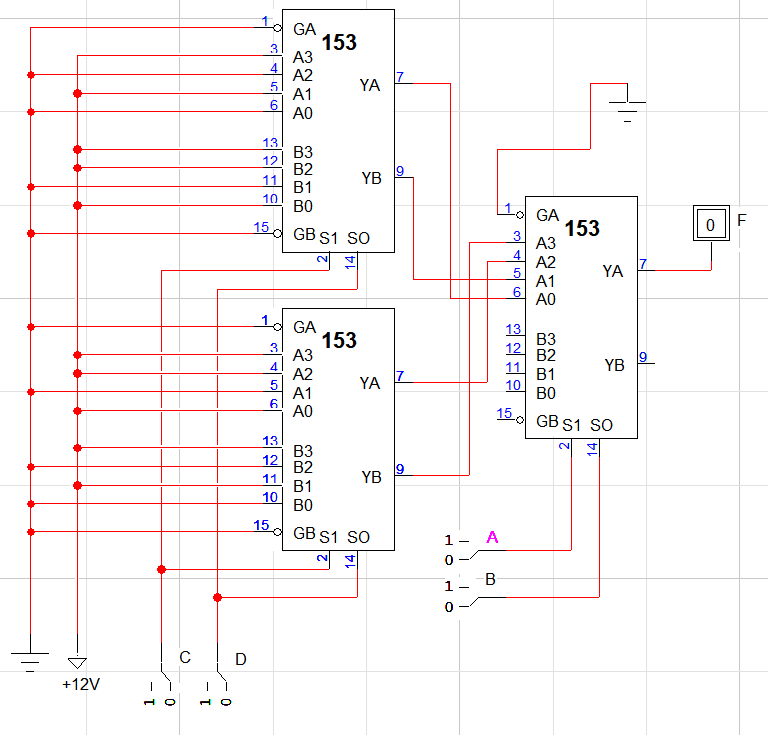 1 GA
153
3 A3
4 A2
5 A1
6 A0
YA 7
13 B3
12 B2
11 B1
10 B0
YB 9
15 GB
S1 SO
2 14
1 GA
153
3 A3
4 A2
5 A1
6 A0
YA 7
13 B3
12 B2
11 B1
10 B0
YB 9
15 GB
S1 SO
2 14
1 GA
153
3 A3
4 A2
5 A1
6 A0
YA 7
13 B3
12 B2
11 B1
10 B0
YB 9
15 GB
S1 SO
2 14
0 F
1 A
0
1 B
0
C D
+12V
1 0 1 0